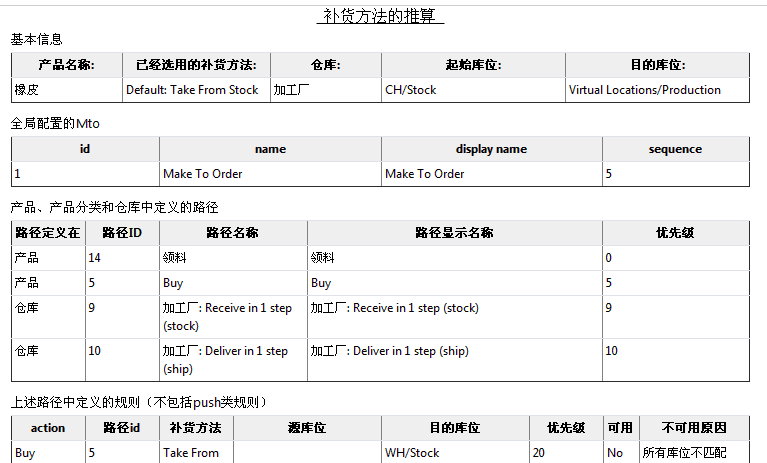 补货方法的推算
基本信息
产品名称: 已经选用的补货方法: 仓库: 起始库位: 目的库位:
橡皮 Default: Take From Stock 加工厂 CH/Stock Virtual Locations/Production
全局配置的Mto
id name display name sequence
1 Make To Order Make To Order 5
产品、产品分类和仓库中定义的路径
路径定义在 路径ID 路径名称 路径显示名称 优先级
产品 14 领料 领料 0
产品 5 Buy Buy 5
仓库 9 加工厂: Receive in 1 step 加工厂: Receive in 1 step (stock) 9
(stock)
仓库 10 加工厂: Deliver in 1 step 加工厂: Deliver in 1 step (ship) 10
(ship)
上述路径中定义的规则（不包括push类规则）
action 路径id 补货方法 源库位 目的库位 优先级 可用 不可用原因
Buy 5 Take From WH/Stock 20 No 所有库位不匹配